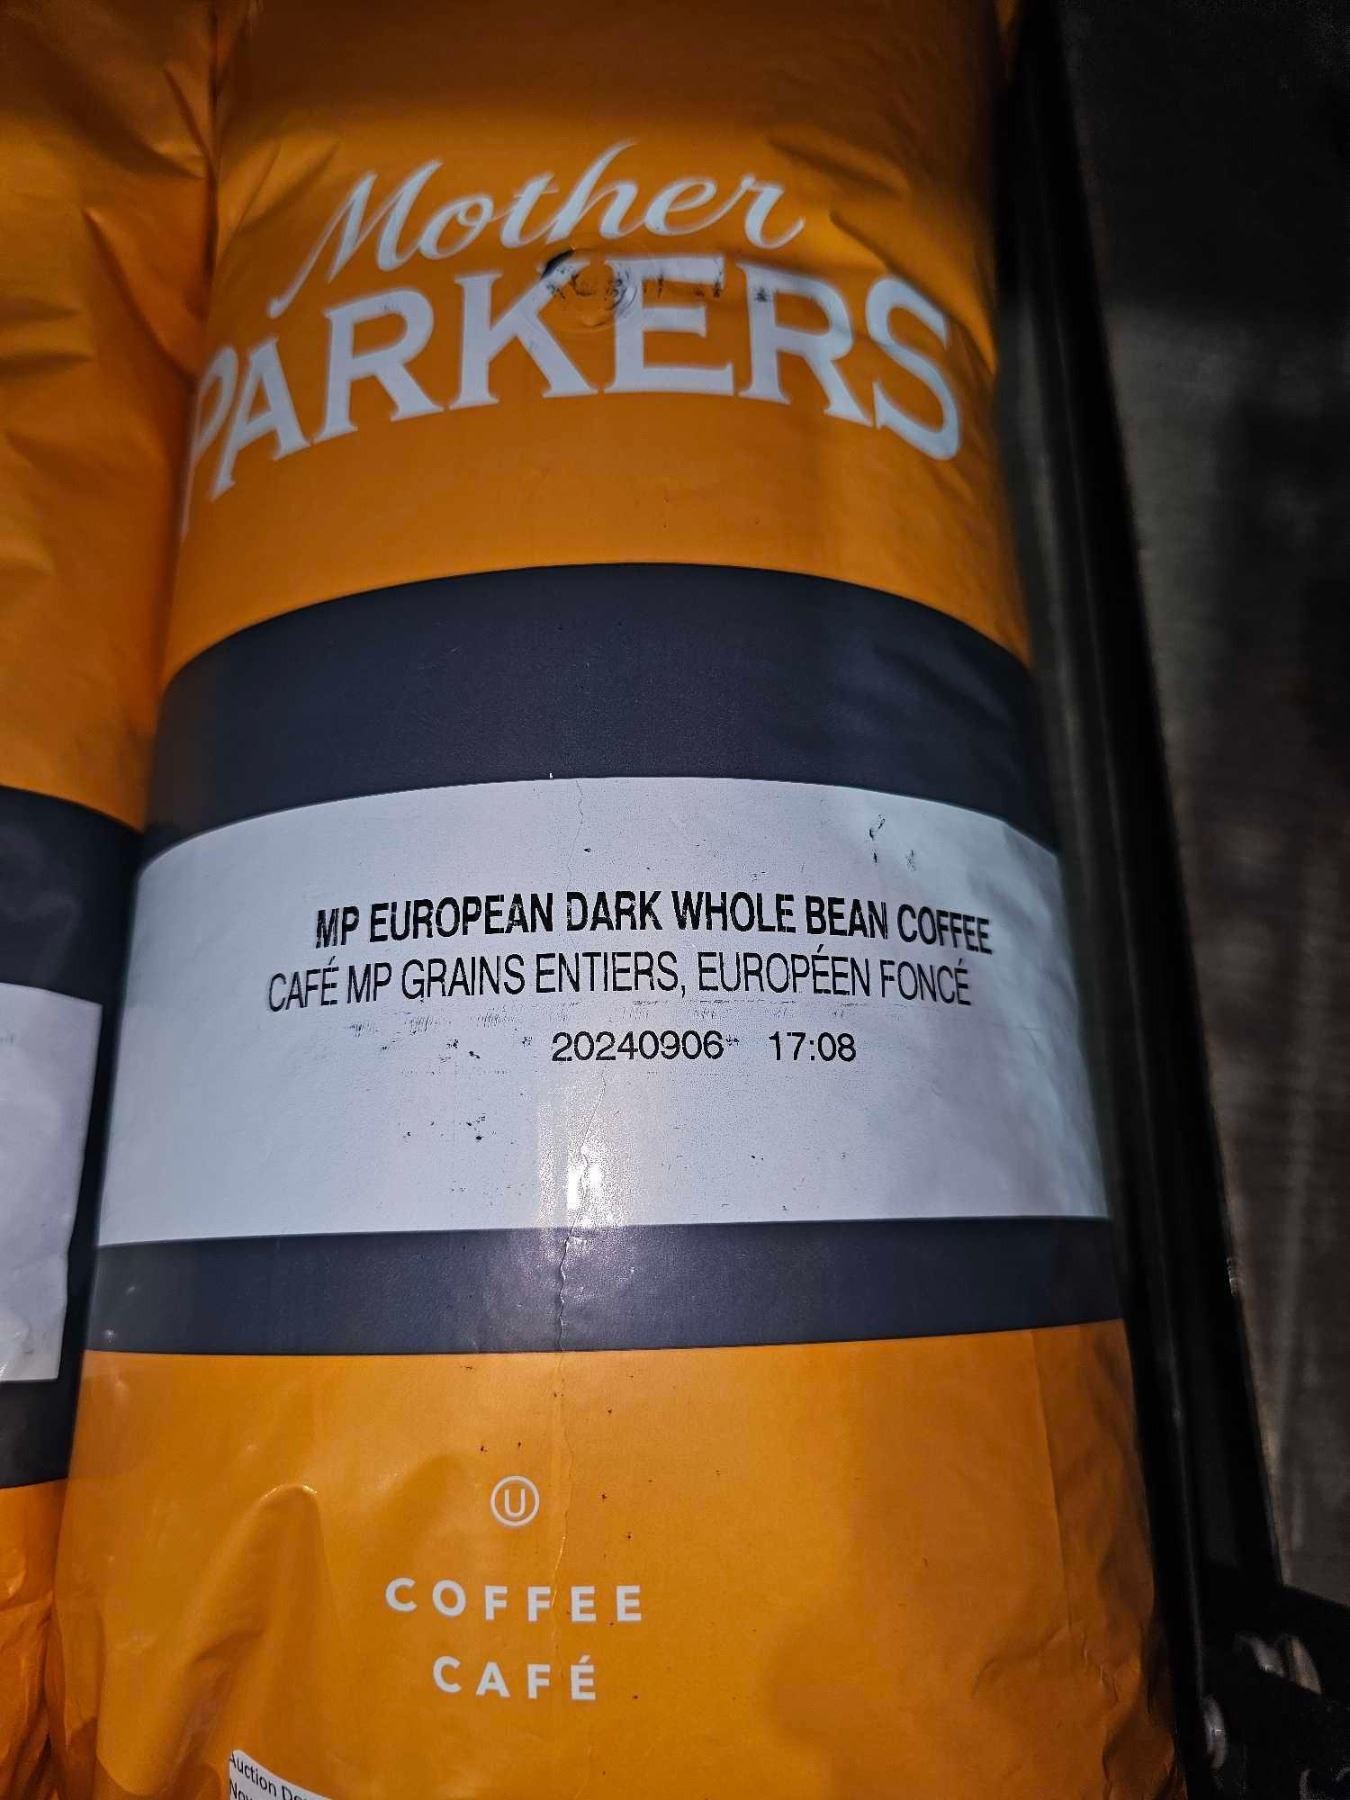 Mother
PARKERS
MP EUROPEAN DARK WHOLE BEAN COFFEE
CAFÉ MP GRAINS ENTIERS, EUROPÉEN FONCÉ
20240906 17:08
U
COFFEE
CAFÉ
Auction